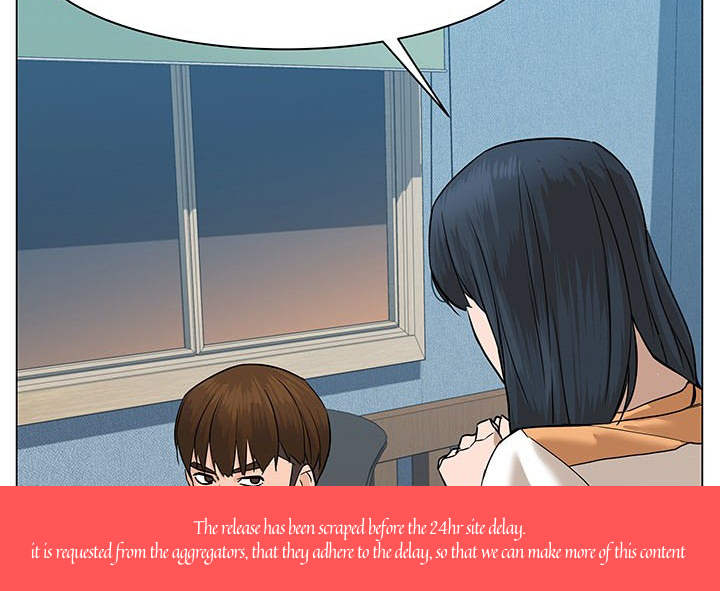 The release has been scraped before the 24hr site delay.
it is requested from the aggregators, that they adhere to the delay, so that we can make more of this content